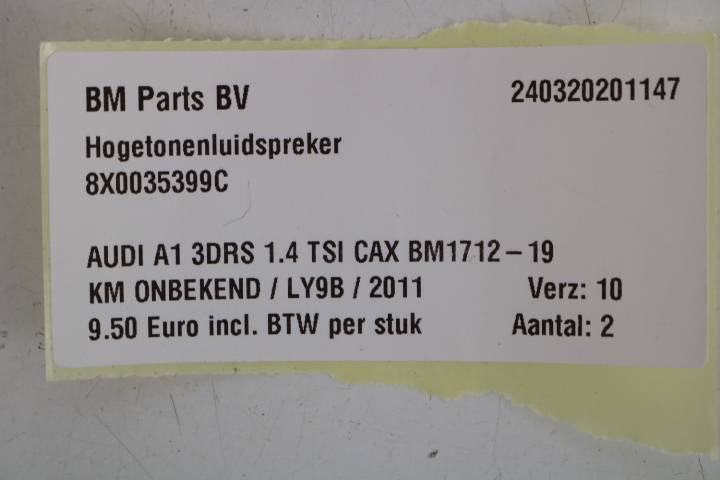 BM Parts BV 240320201147
Hogetonenluidspreker
8X0035399C
AUDI A1 3DRS 1.4 TSI CAX BM1712-19
KM ONBEKEND / LY9B / 2011 Verz: 10
9.50 Euro incl. BTW per stuk Aantal: 2